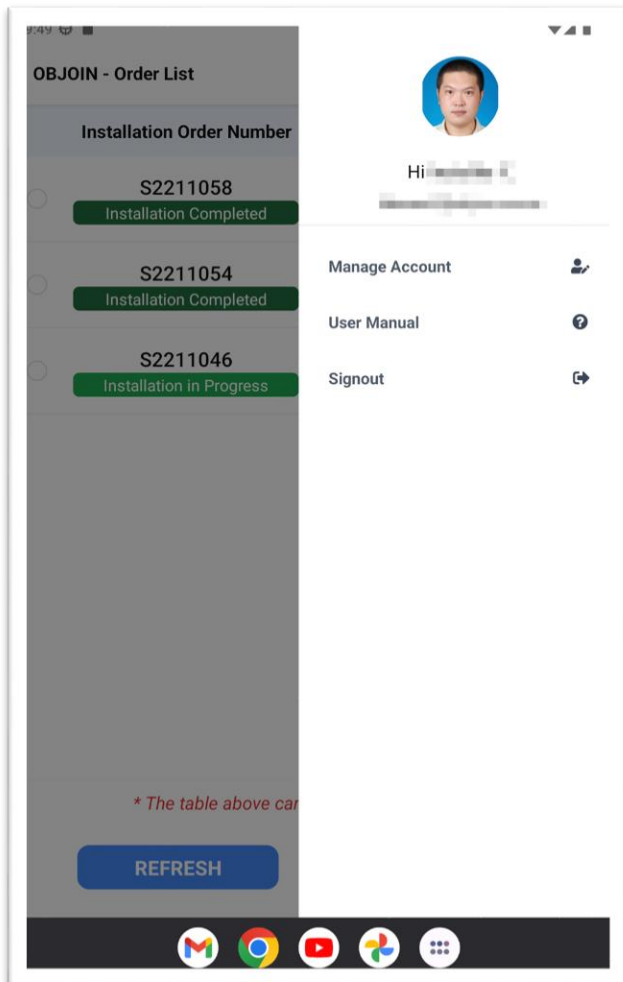 9:49
OBJOIN - Order List
Installation Order Number
S2211058
Installation Completed
S2211054
Installation Completed
S2211046
Installation in Progress
* The table above
REFRESH
Hi
Manage Account
User Manual
Signout